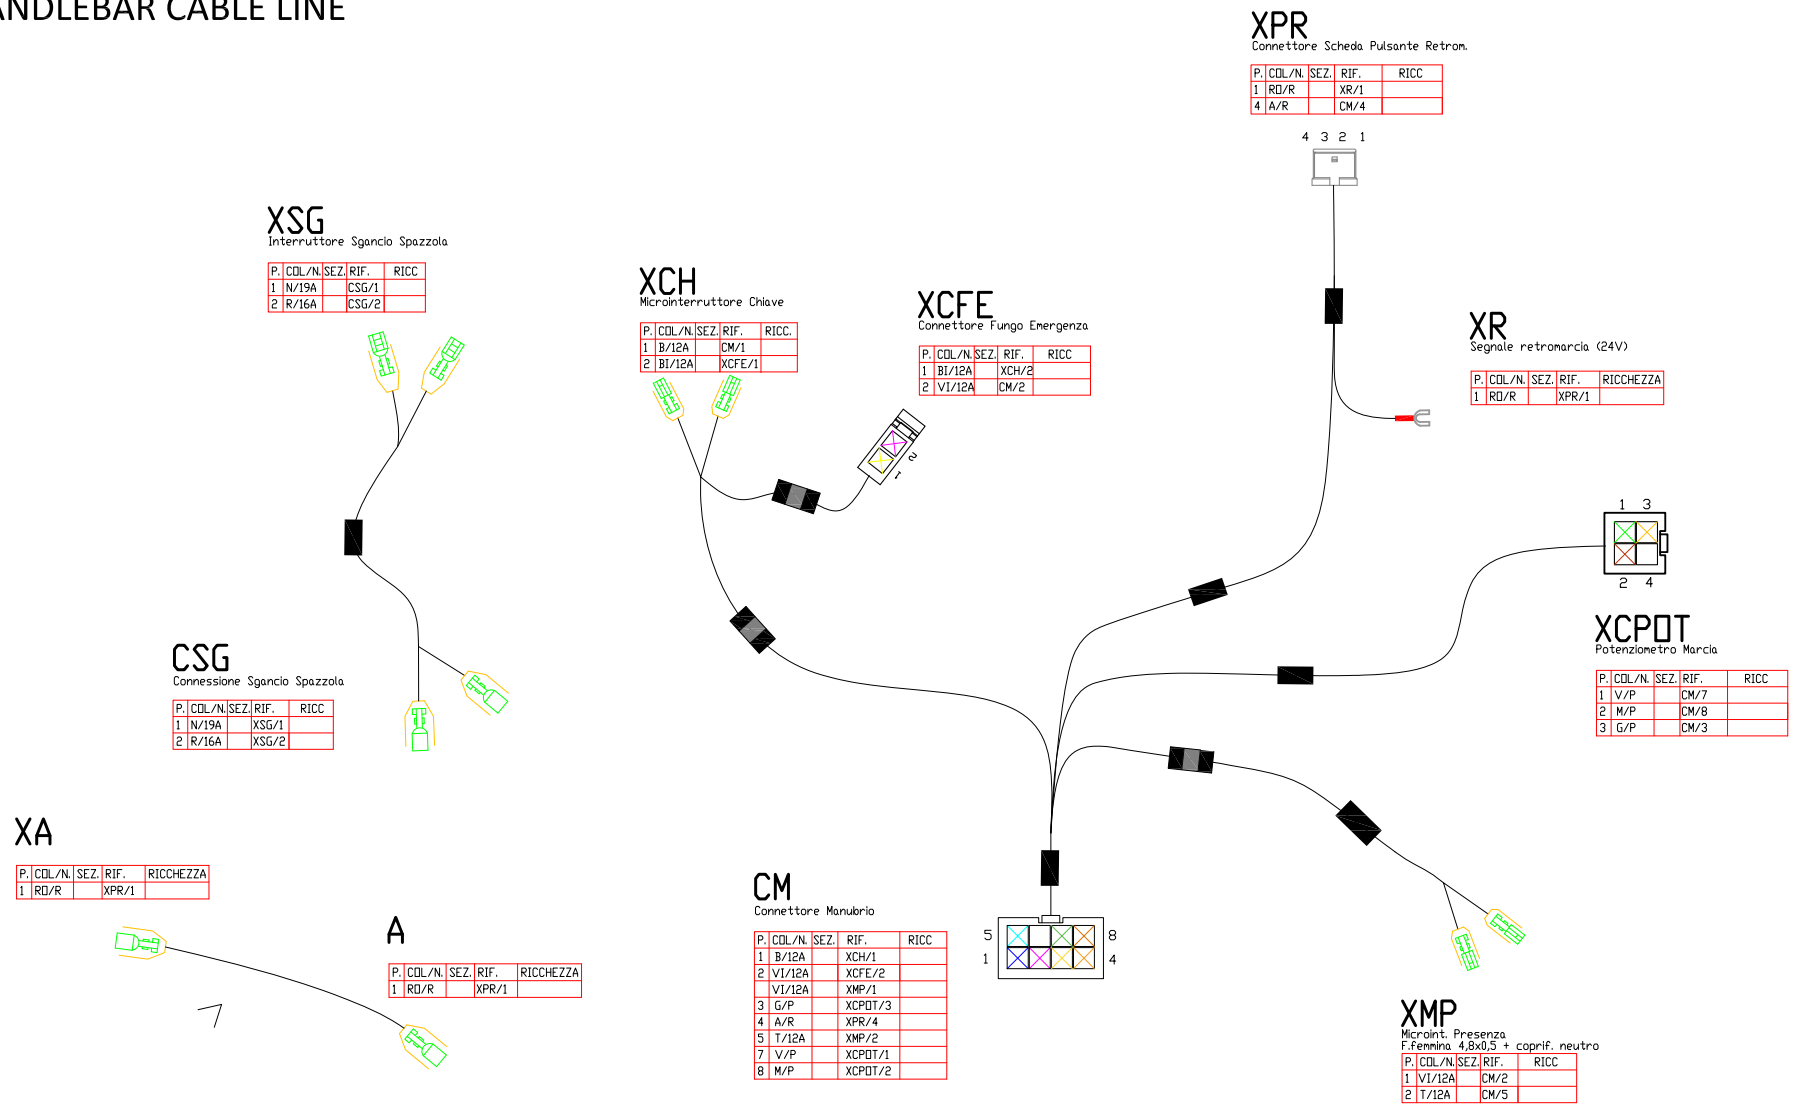 ANDLEBAR CABLE LINE
XPR
Connettore Scheda Pulsante Retrom.
P. COL/N. SEZ. RIF. RICC
1 RO/R XR/1
4 A/R CM/4
4 3 2 1
XSG
Interruttore Sgancio Spazzola
P. COL/N. SEZ. RIF. RICC
1 N/19A CSG/1
2 R/16A CSG/2
XCH
Microinterruttore Chiave
P. COL/N. SEZ. RIF. RICC.
1 B/12A CM/1
2 BI/12A XCFE/1
XCFE
Connettore Fungo Emergenza
P. COL/N. SEZ. RIF. RICC
1 BI/12A XCH/2
2 VI/12A CM/2
2
1
XR
Segnale retromarcia (24V)
P. COL/N. SEZ. RIF. RICCHEZZA
1 RO/R XPR/1
1 3
2 4
XCPOT
Potenziometro Marcia
P. COL/N. SEZ. RIF. RICC
1 V/P CM/7
2 M/P CM/8
3 G/P CM/3
CSG
Connessione Sgancio Spazzola
P. COL/N. SEZ. RIF. RICC
1 N/19A XSG/1
2 R/16A XSG/2
XA
P. COL/N. SEZ. RIF. RICCHEZZA
1 RO/R XPR/1
A
P. COL/N. SEZ. RIF. RICCHEZZA
1 RO/R XPR/1
CM
Connettore Manubrio
P. COL/N. SEZ. RIF. RICC
1 B/12A XCH/1
2 VI/12A XCFE/2
VI/12A XMP/1
3 G/P XCPOT/3
4 A/R XPR/4
5 T/12A XMP/2
7 V/P XCPOT/1
8 M/P XCPOT/2
5 8
1 4
XMP
Microint. Presenza
F.femmina 4,8x0,5 + coprif. neutro
P. COL/N. SEZ. RIF. RICC
1 VI/12A CM/2
2 T/12A CM/5